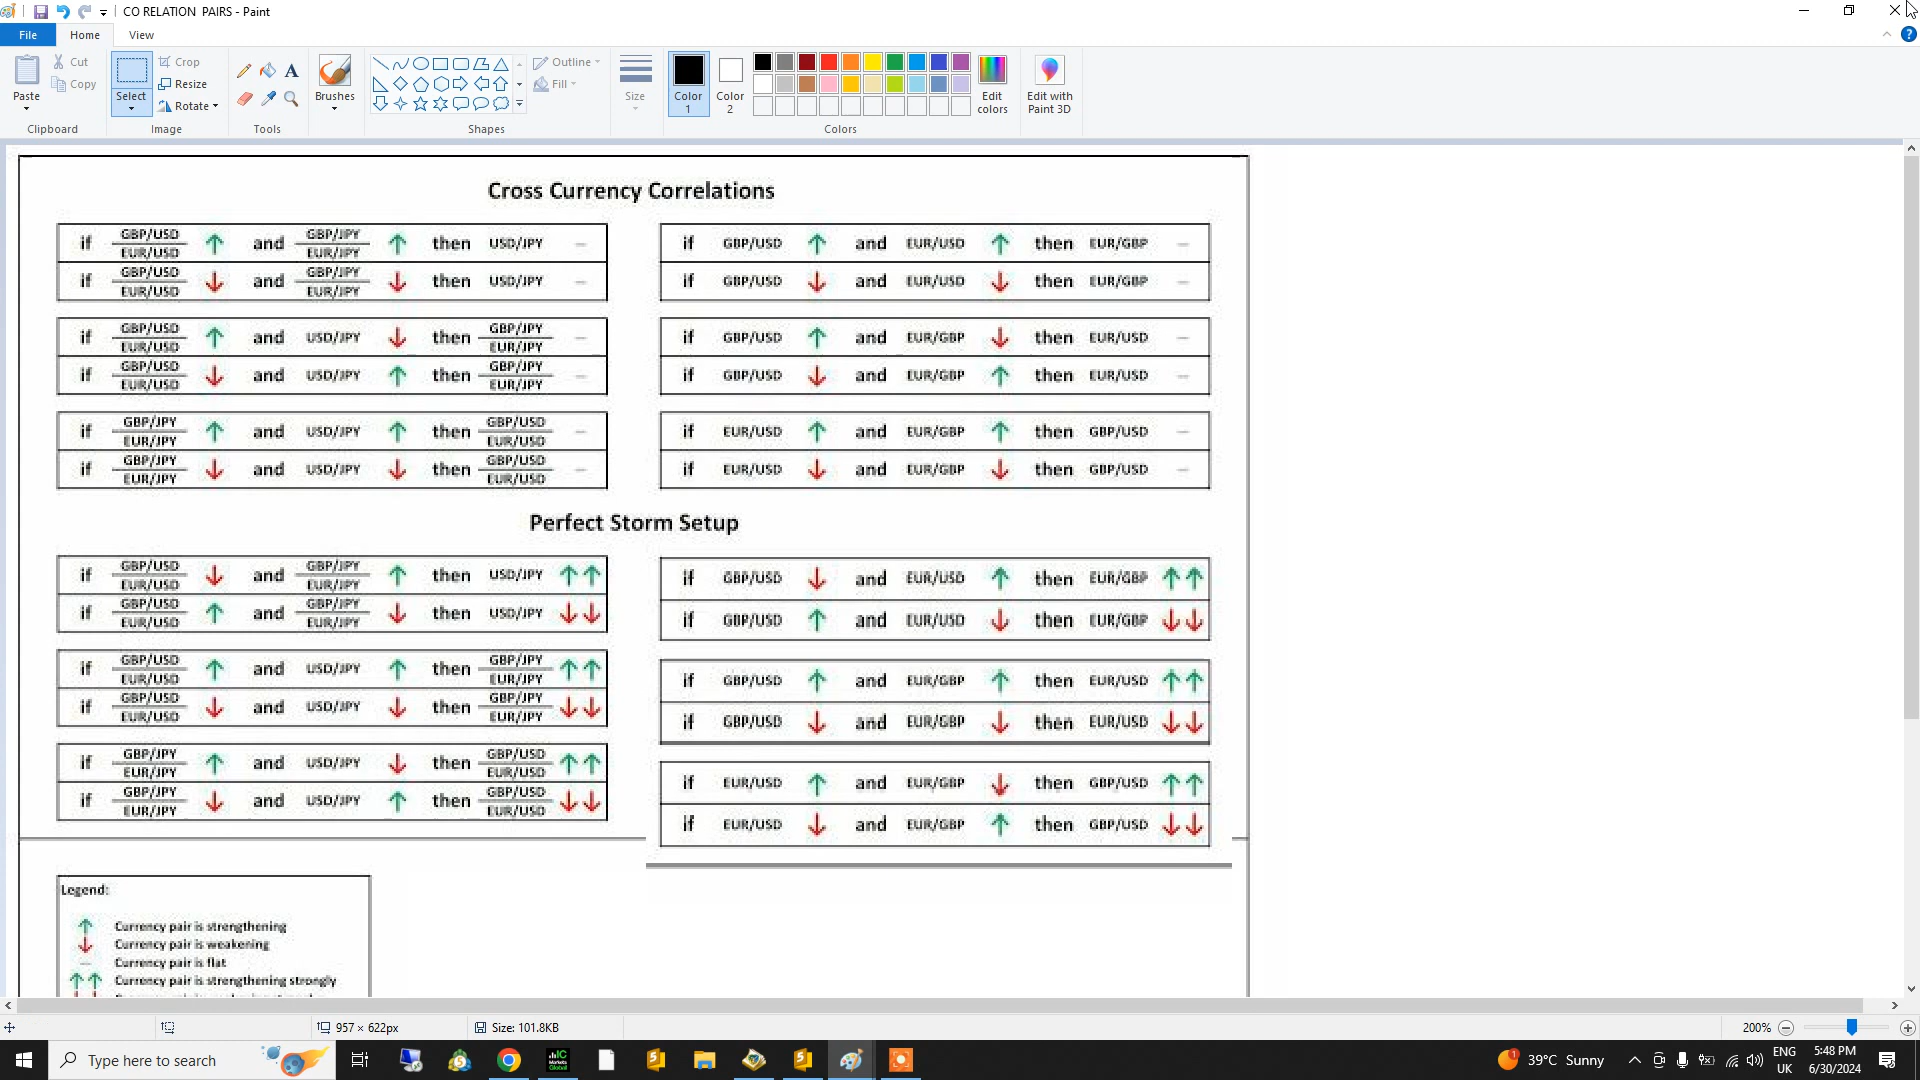 CO RELATION  PAIRS - Paint
File Home View
Paste Cut Copy Clipboard
Select Crop Resize Rotate Image
Tools
Brushes
Shapes
Outline Fill
Size
Color 1 Color 2 Colors
Edit colors
Edit with Paint 3D
Cross Currency Correlations
if GBP/USD EUR/USD ↑ and GBP/JPY EUR/JPY ↑ then USD/JPY –
if GBP/USD EUR/USD ↓ and GBP/JPY EUR/JPY ↓ then USD/JPY –
if GBP/USD EUR/USD ↑ and USD/JPY ↓ then GBP/JPY EUR/JPY –
if GBP/USD EUR/USD ↓ and USD/JPY ↑ then GBP/JPY EUR/JPY –
if GBP/JPY EUR/JPY ↑ and USD/JPY ↑ then GBP/USD EUR/USD –
if GBP/JPY EUR/JPY ↓ and USD/JPY ↓ then GBP/USD EUR/USD –
if GBP/USD ↑ and EUR/USD ↑ then EUR/GBP –
if GBP/USD ↓ and EUR/USD ↓ then EUR/GBP –
if GBP/USD ↑ and EUR/GBP ↓ then EUR/USD –
if GBP/USD ↓ and EUR/GBP ↑ then EUR/USD –
if EUR/USD ↑ and EUR/GBP ↑ then GBP/USD –
if EUR/USD ↓ and EUR/GBP ↓ then GBP/USD –
Perfect Storm Setup
if GBP/USD EUR/USD ↓ and GBP/JPY EUR/JPY ↑ then USD/JPY ↑↑
if GBP/USD EUR/USD ↑ and GBP/JPY EUR/JPY ↓ then USD/JPY ↓↓
if GBP/USD EUR/USD ↑ and USD/JPY ↑ then GBP/JPY EUR/JPY ↑↑
if GBP/USD EUR/USD ↓ and USD/JPY ↓ then GBP/JPY EUR/JPY ↓↓
if GBP/JPY EUR/JPY ↑ and USD/JPY ↓ then GBP/USD EUR/USD ↑↑
if GBP/JPY EUR/JPY ↓ and USD/JPY ↑ then GBP/USD EUR/USD ↓↓
if GBP/USD ↓ and EUR/USD ↑ then EUR/GBP ↑↑
if GBP/USD ↑ and EUR/USD ↓ then EUR/GBP ↓↓
if GBP/USD ↑ and EUR/GBP ↑ then EUR/USD ↑↑
if GBP/USD ↓ and EUR/GBP ↓ then EUR/USD ↓↓
if EUR/USD ↑ and EUR/GBP ↓ then GBP/USD ↑↑
if EUR/USD ↓ and EUR/GBP ↑ then GBP/USD ↓↓
Legend:
↑ Currency pair is strengthening
↓ Currency pair is weakening
– Currency pair is flat
↑↑ Currency pair is strengthening strongly
957 × 622px Size: 101.8KB 200%
Type here to search
39°C Sunny
ENG UK
5:48 PM
6/30/2024